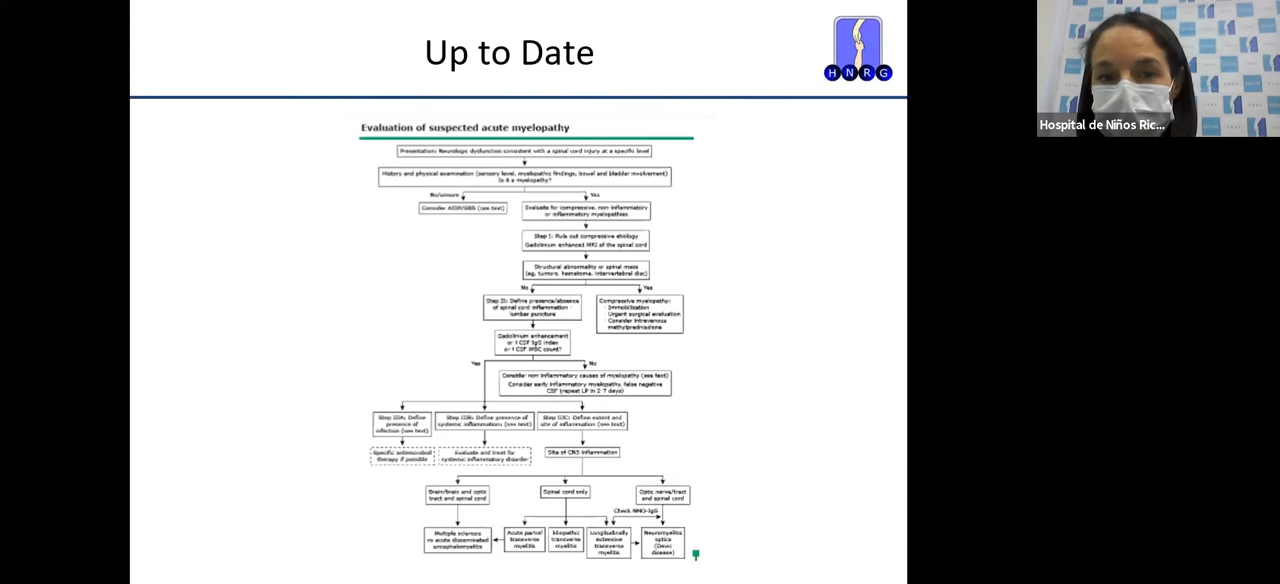 Up to Date
H N R G
Hospital de Niños Ric...
Evaluation of suspected acute myelopathy
Presentation: Neurologic dysfunction consistent with a spinal cord injury at a specific level
History and physical examination (sensory level, myelopathic findings, bowel and bladder involvement)
Is it a myelopathy?
No/unsure
Yes
Consider AIDP/GBS (see text)
Evaluate for compressive, non-inflammatory
or inflammatory myelopathies
Step I: Rule out compressive etiology
Gadolinium enhanced MRI of the spinal cord
Structural abnormality or spinal mass
(eg, tumors, hematoma, intervertebral disc)
No
Yes
Step II: Define presence/absence
of spinal cord inflammation -
lumbar puncture
Compressive myelopathy:
· Immobilization
· Urgent surgical evaluation
· Consider intravenous
methylprednisone
Gadolinium enhancement
or ↑ CSF IgG index
or ↑ CSF WBC count?
Yes
No
Consider non-inflammatory causes of myelopathy (see text)
Consider early inflammatory myelopathy, false negative
CSF (repeat LP in 2-7 days)
Step IIIA: Define
presence of
infection (see text)
Step IIIB: Define presence of
systemic inflammations (see text)
Step IIIC: Define extent and
site of inflammation (see text)
Specific antimicrobial
therapy if possible
Evaluate and treat for
systemic inflammatory disorder
Site of CNS inflammation
Brain/brain and optic
tract and spinal cord
Spinal cord only
Optic nerve/tract
and spinal cord
Check NMO-IgG
Multiple sclerosis
vs acute disseminated
encephalomyelitis
Acute partial
transverse
myelitis
Idiopathic
transverse
myelitis
Longitudinally
extensive
transverse
myelitis
Neuromyelitis
optica
(Devic
disease)